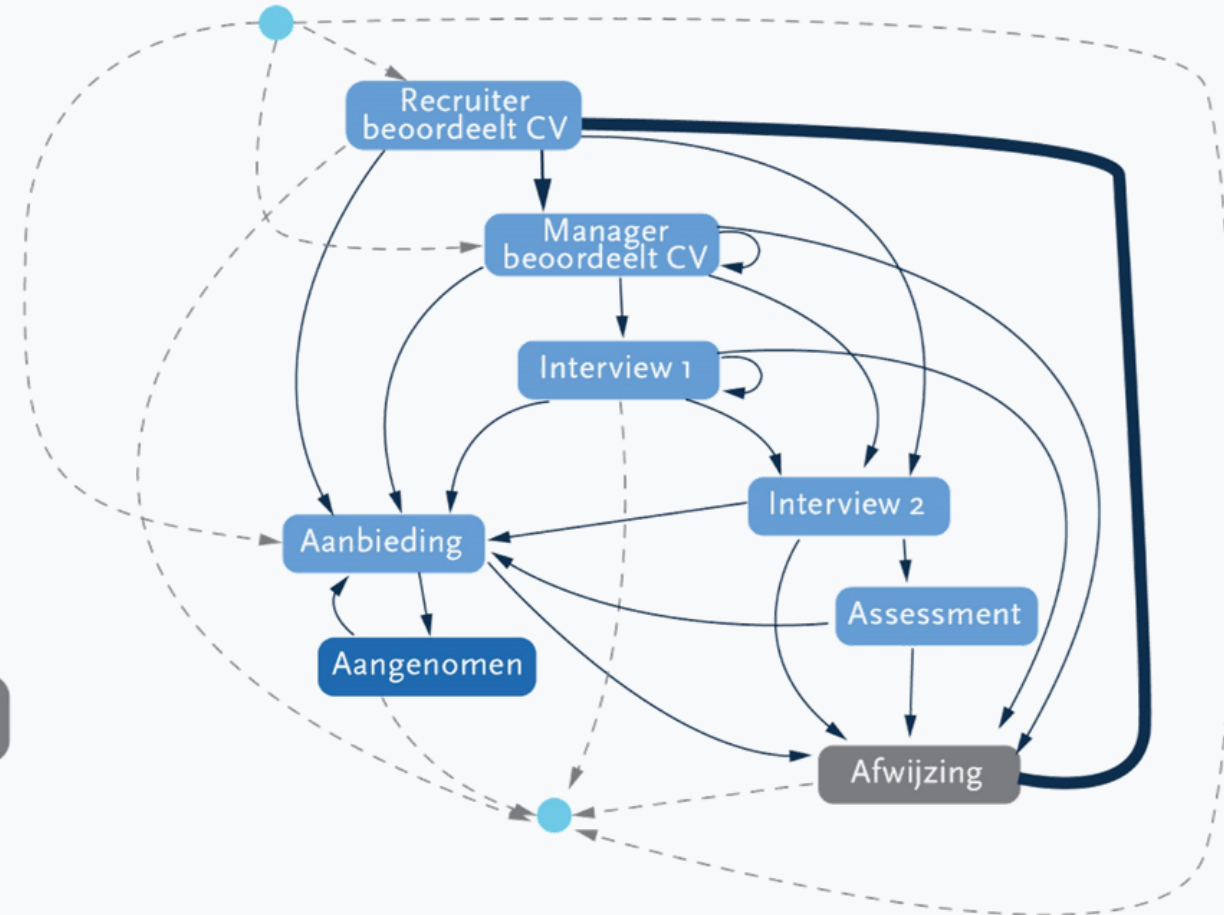 Recruiter
beoordeelt CV
Manager
beoordeelt CV
Interview 1
Interview 2
Aanbieding
Assessment
Aangenomen
Afwijzing